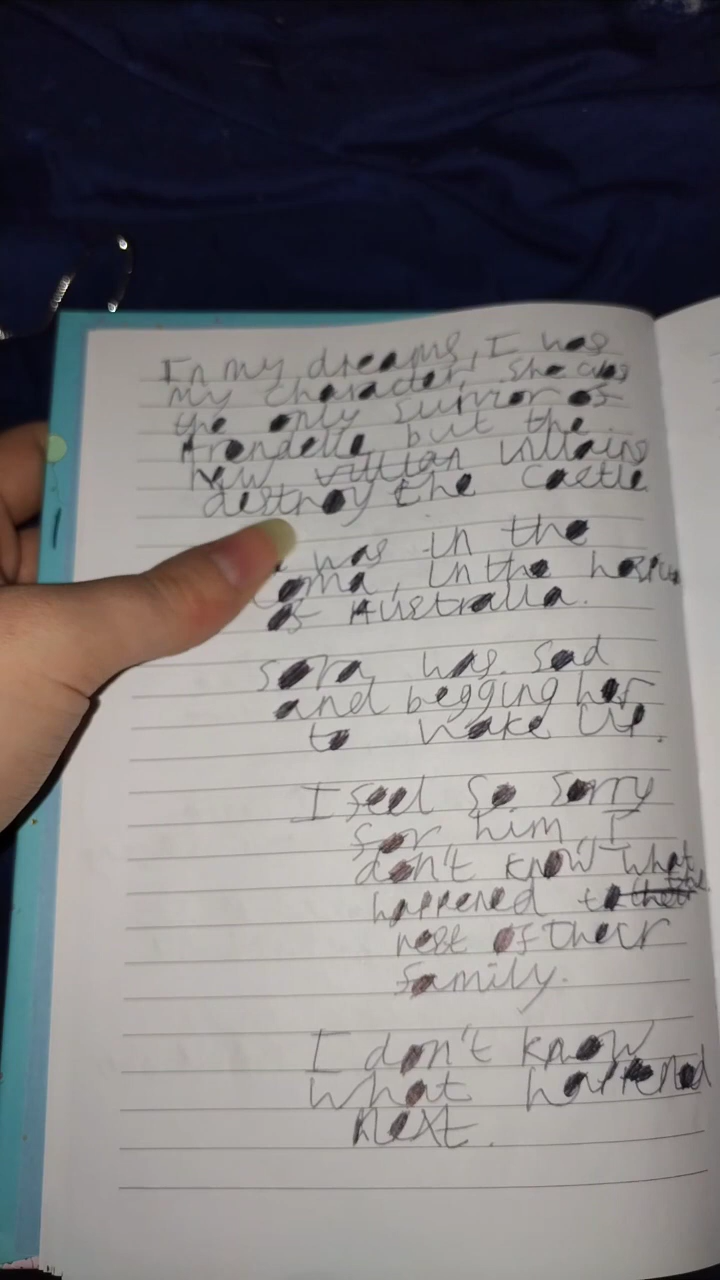 In my dreams, I was
my character, she was
the only survior of
Arendelle but the
new villian villains
destroy the castle.
was in the
coma, in the
of Australia.
Sora was sad
and begging her
to wake up.
I feel so sorry
for him, I
don't know what
happened to the
rest of their
family.
I don't know
what happened
next.